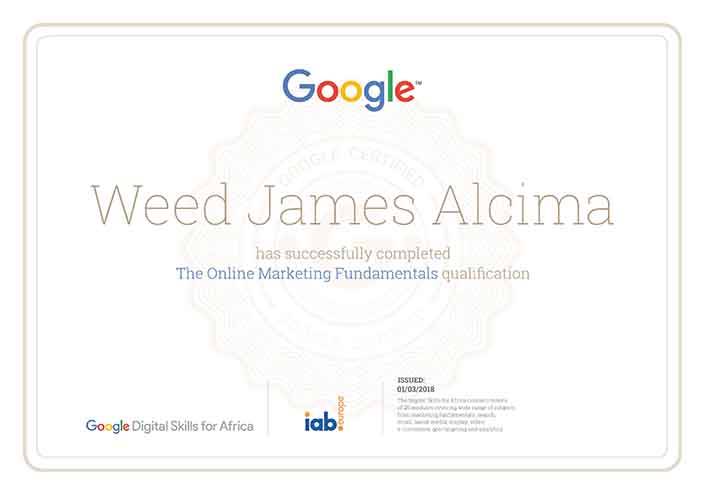 Google™
GOOGLE CERTIFIED
Weed James Alcima
has successfully completed
The Online Marketing Fundamentals qualification
Google Digital Skills for Africa
iab europe
ISSUED:
01/03/2018
The Digital Skills for Africa content consists
of 26 modules covering wide range of subjects
from marketing fundamentals, search,
email, social media, display, video
e-commerce, geo-targeting and analytics